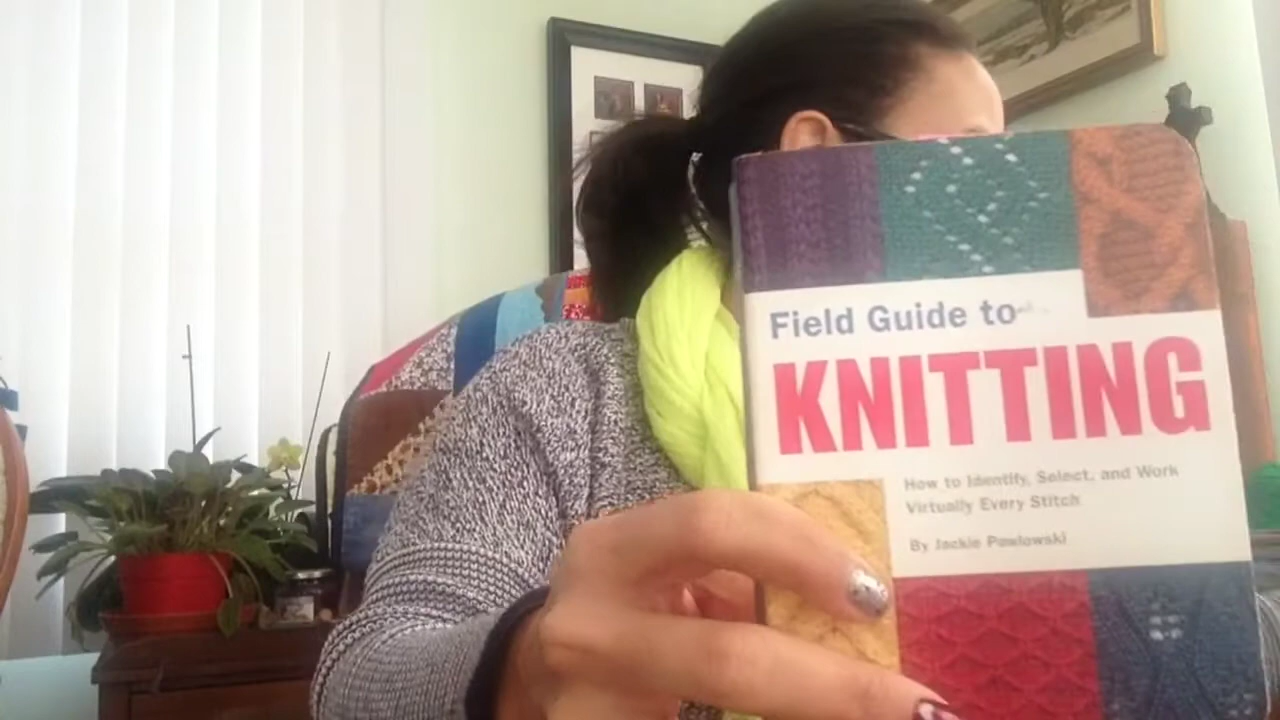 Field Guide to
KNITTING
How to Identify, Select, and Work
Virtually Every Stitch
By Jackie Pawlowski